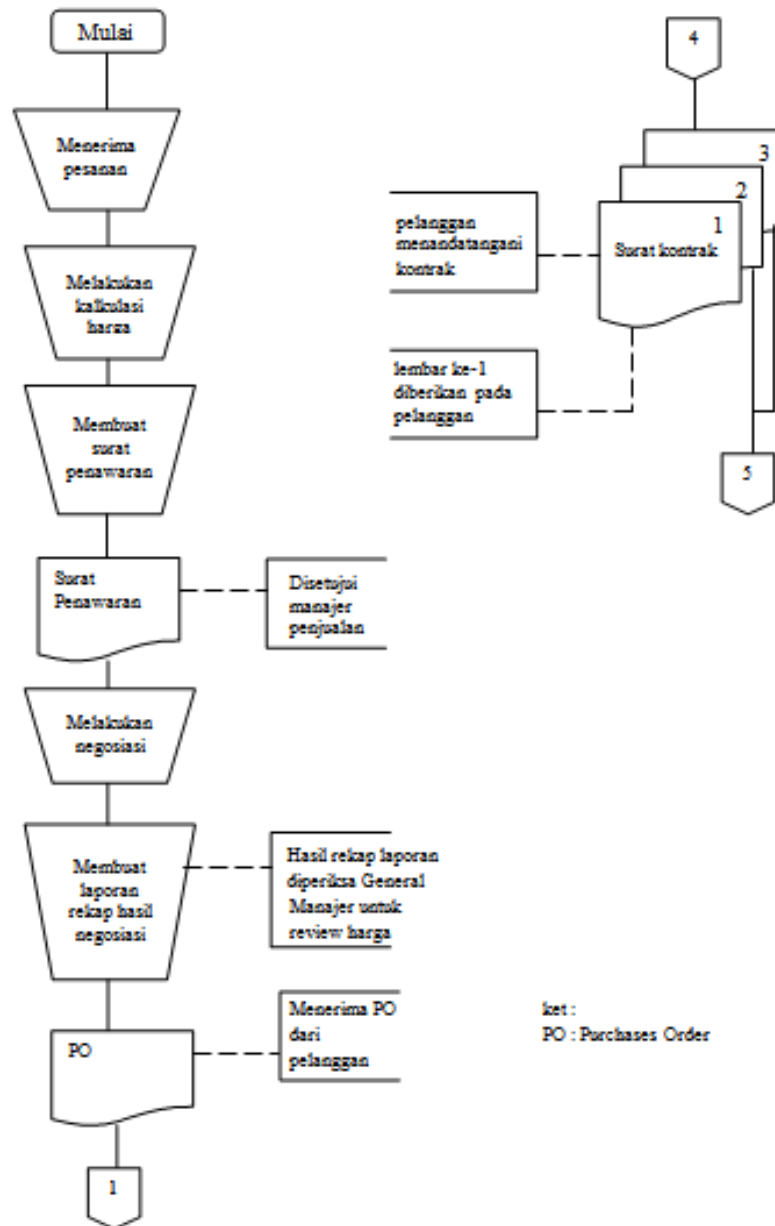 Mulai
Menerima
pesanan
Melakukan
kalkulasi
harga
Membuat
surat
penawaran
Surat
Penawaran
Disetujui
manajer
penjualan
Melakukan
negosiasi
Membuat
laporan
rekap hasil
negosiasi
Hasil rekap laporan
diperiksa General
Manajer untuk
review harga
PO
Menerima PO
dari
pelanggan
1
4
3
2
1
Surat kontrak
pelanggan
menandatangani
kontrak
lembar ke-1
diberikan pada
pelanggan
5
ket :
PO : Purchases Order